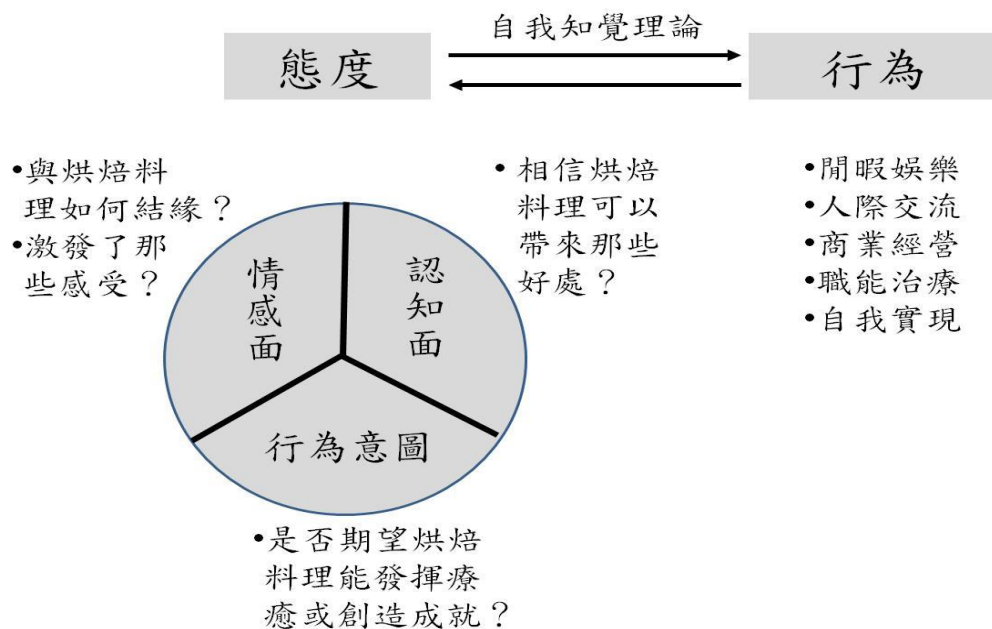 自我知覺理論
態度
行為
•與烘焙料
理如何結緣？
•激發了那
些感受？
•相信烘焙
料理可以
帶來那些
好處？
•閒暇娛樂
•人際交流
•商業經營
•職能治療
•自我實現
情感面
認知面
行為意圖
•是否期望烘焙
料理能發揮療
癒或創造成就？